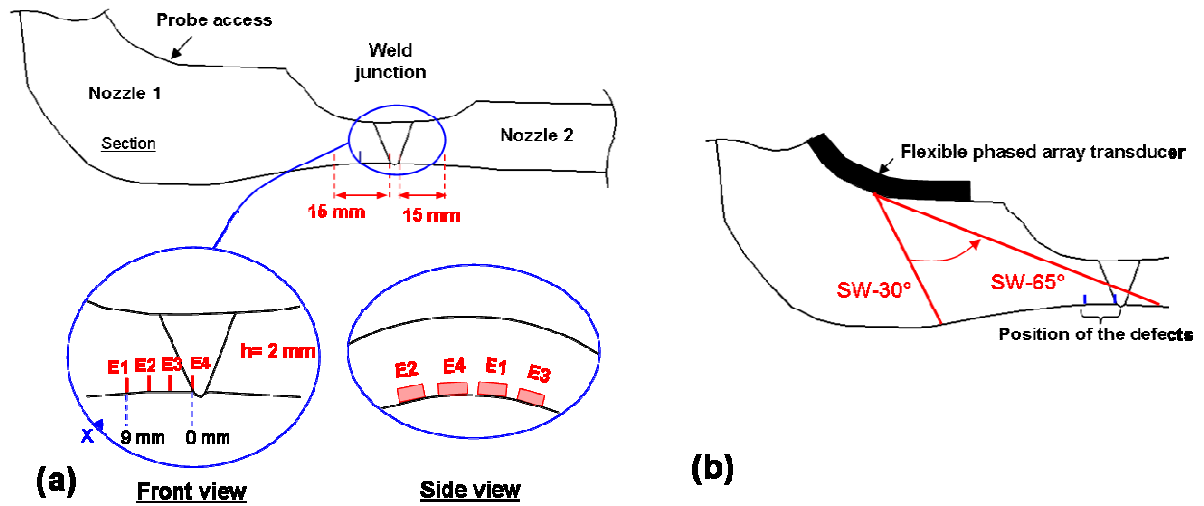 Probe access
Weld
junction
Nozzle 1
Section
Nozzle 2
15 mm
15 mm
E1
E2
E3
E4
h= 2 mm
X
9 mm
0 mm
(a)
Front view
E2
E4
E1
E3
Side view
Flexible phased array transducer
SW-30°
SW-65°
Position of the defects
(b)